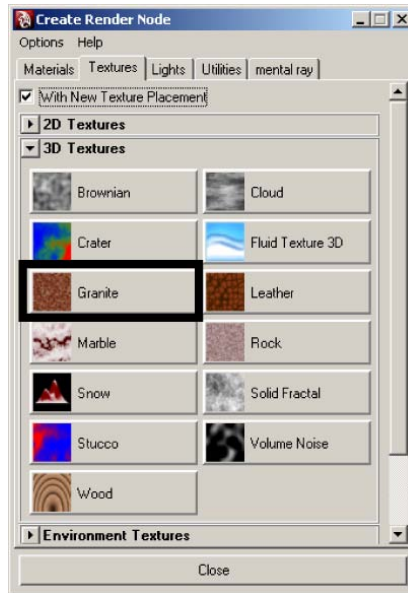 Create Render Node
Options Help
Materials Textures Lights Utilities mental ray
With New Texture Placement
2D Textures
3D Textures
Brownian Cloud
Crater Fluid Texture 3D
Granite Leather
Marble Rock
Snow Solid Fractal
Stucco Volume Noise
Wood
Environment Textures
Close